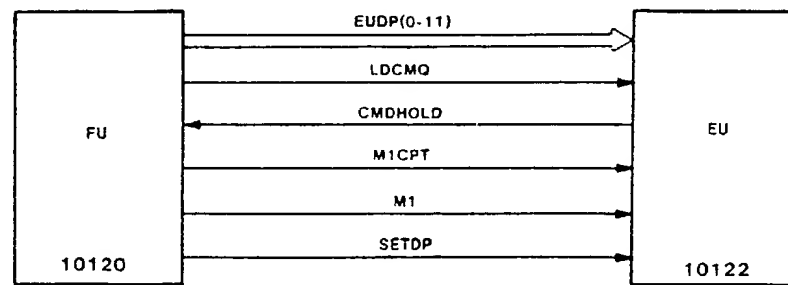 EUDP(0-11)
LDCMQ
CMDHOLD
FU
EU
M1CPT
M1
SETDP
10120
10122